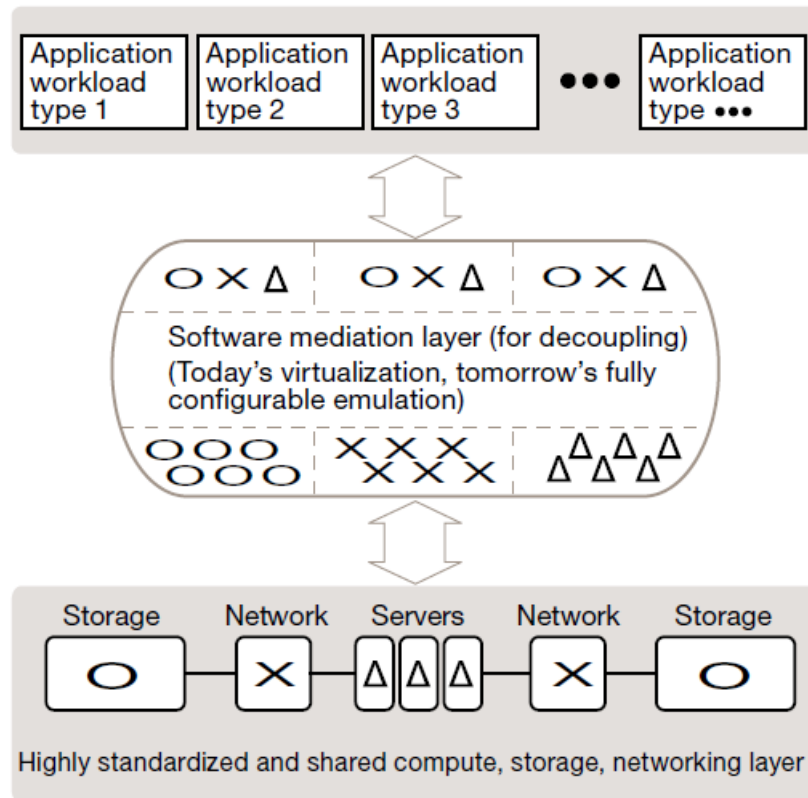 Application workload type 1
Application workload type 2
Application workload type 3
•••
Application workload type •••
O X Δ
O X Δ
O X Δ
Software mediation layer (for decoupling)
(Today's virtualization, tomorrow's fully
configurable emulation)
O O O
X X X
Δ Δ Δ
O O O
X X X
Δ Δ Δ
Storage
Network
Servers
Network
Storage
O
X
Δ
Δ
Δ
X
O
Highly standardized and shared compute, storage, networking layer